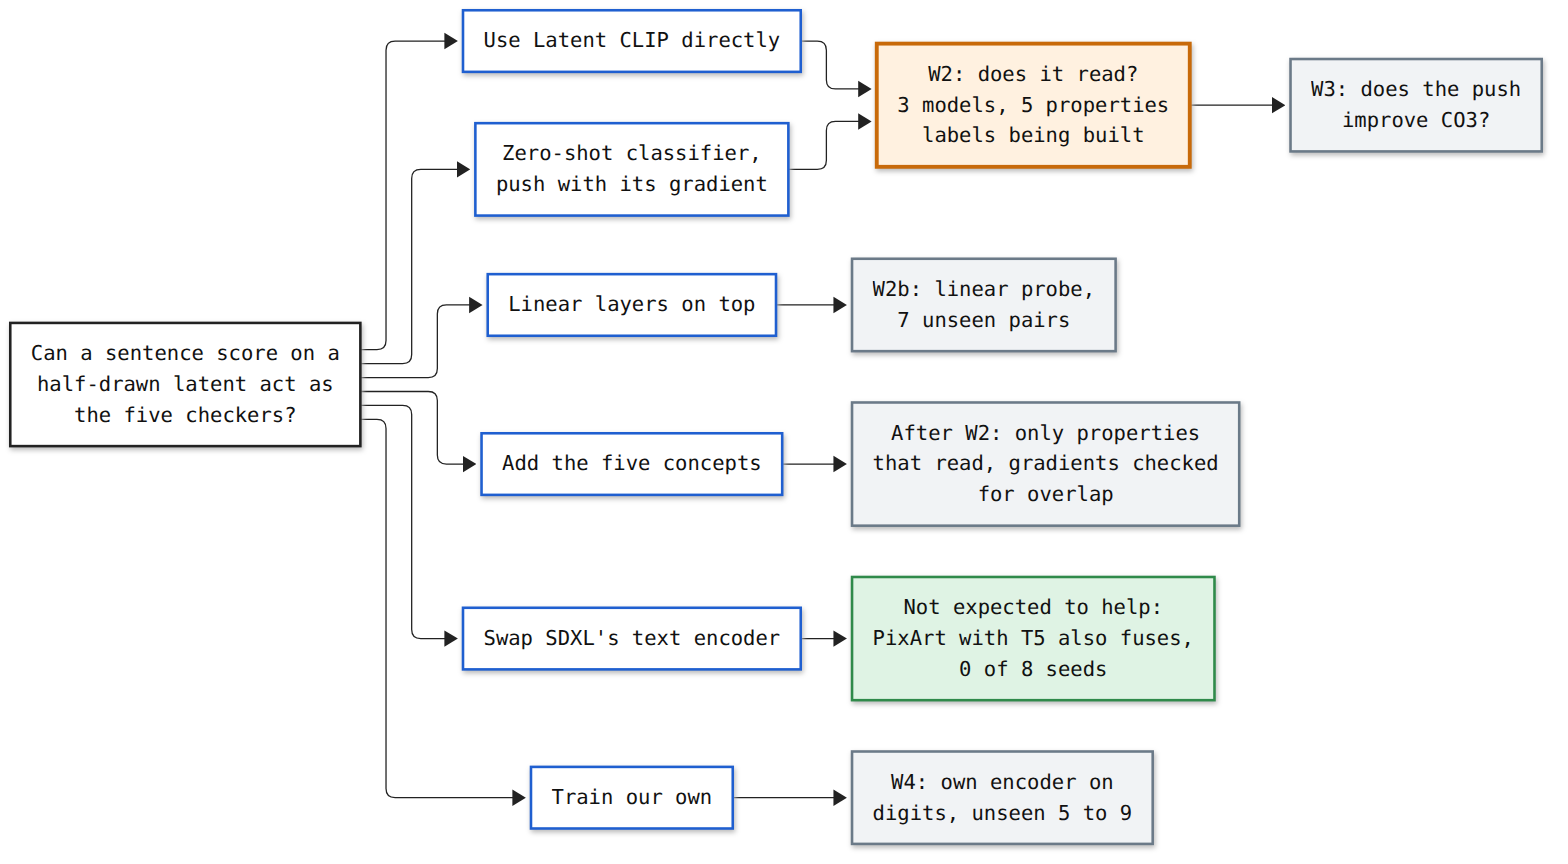 Use Latent CLIP directly
W2: does it read?
3 models, 5 properties
labels being built
W3: does the push
improve CO3?
Zero-shot classifier,
push with its gradient
Linear layers on top
W2b: linear probe,
7 unseen pairs
Can a sentence score on a
half-drawn latent act as
the five checkers?
Add the five concepts
After W2: only properties
that read, gradients checked
for overlap
Swap SDXL's text encoder
Not expected to help:
PixArt with T5 also fuses,
0 of 8 seeds
Train our own
W4: own encoder on
digits, unseen 5 to 9